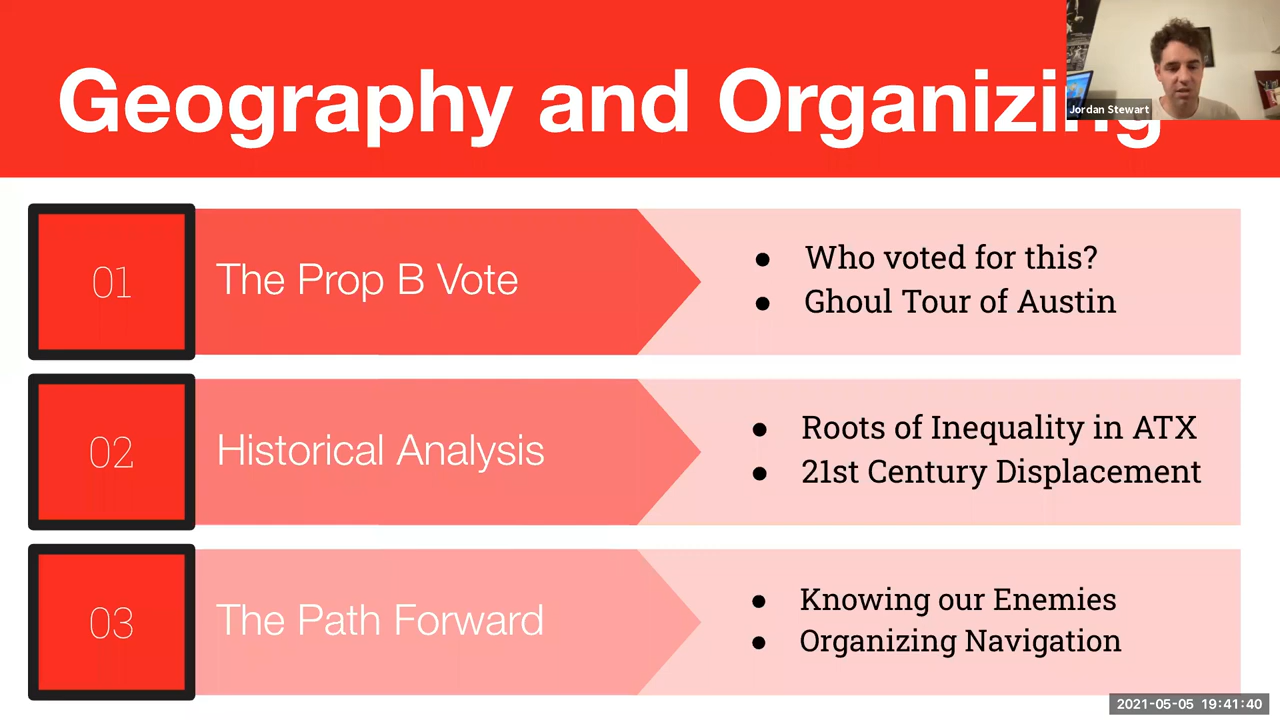 Geography and Organizing
Jordan Stewart
01
The Prop B Vote
● Who voted for this?
● Ghoul Tour of Austin
02
Historical Analysis
● Roots of Inequality in ATX
● 21st Century Displacement
03
The Path Forward
● Knowing our Enemies
● Organizing Navigation
2021-05-05 19:41:40